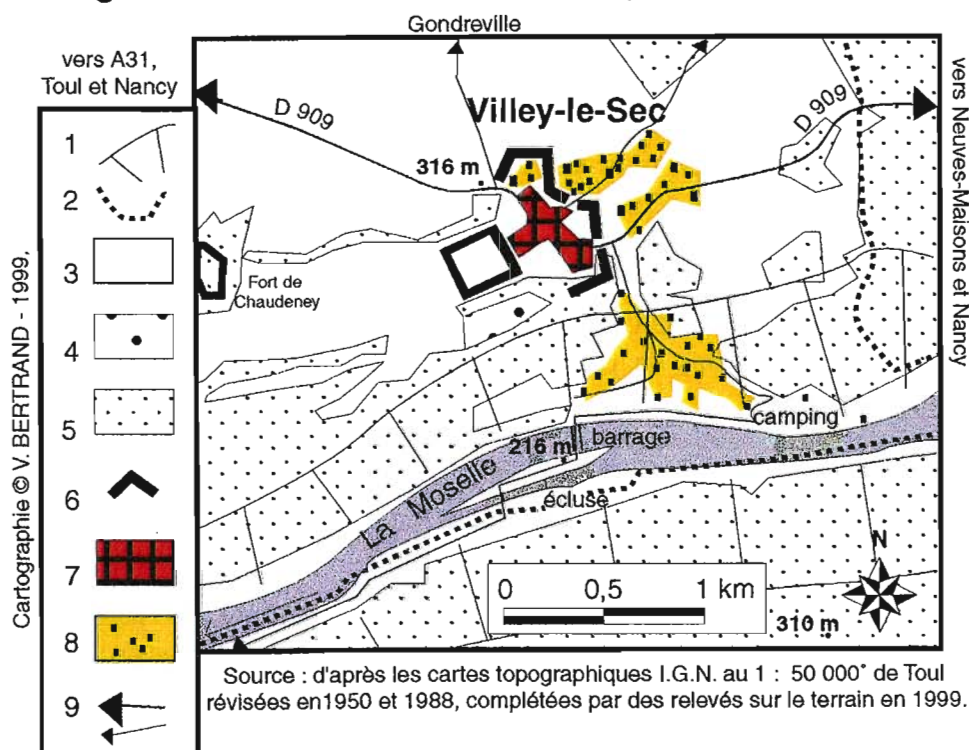 Gondreville
vers A31,
Toul et Nancy
D 909
Villey-le-Sec
D 909
vers Neuves-Maisons et Nancy
316 m
1
2
3
4
5
6
7
8
9
Fort de
Chaudeney
camping
216 m
barrage
La Moselle
écluse
N
0 0,5 1 km
310 m
Cartographie © V. BERTRAND - 1999.
Source : d'après les cartes topographiques I.G.N. au 1 : 50 000° de Toul
révisées en1950 et 1988, complétées par des relevés sur le terrain en 1999.